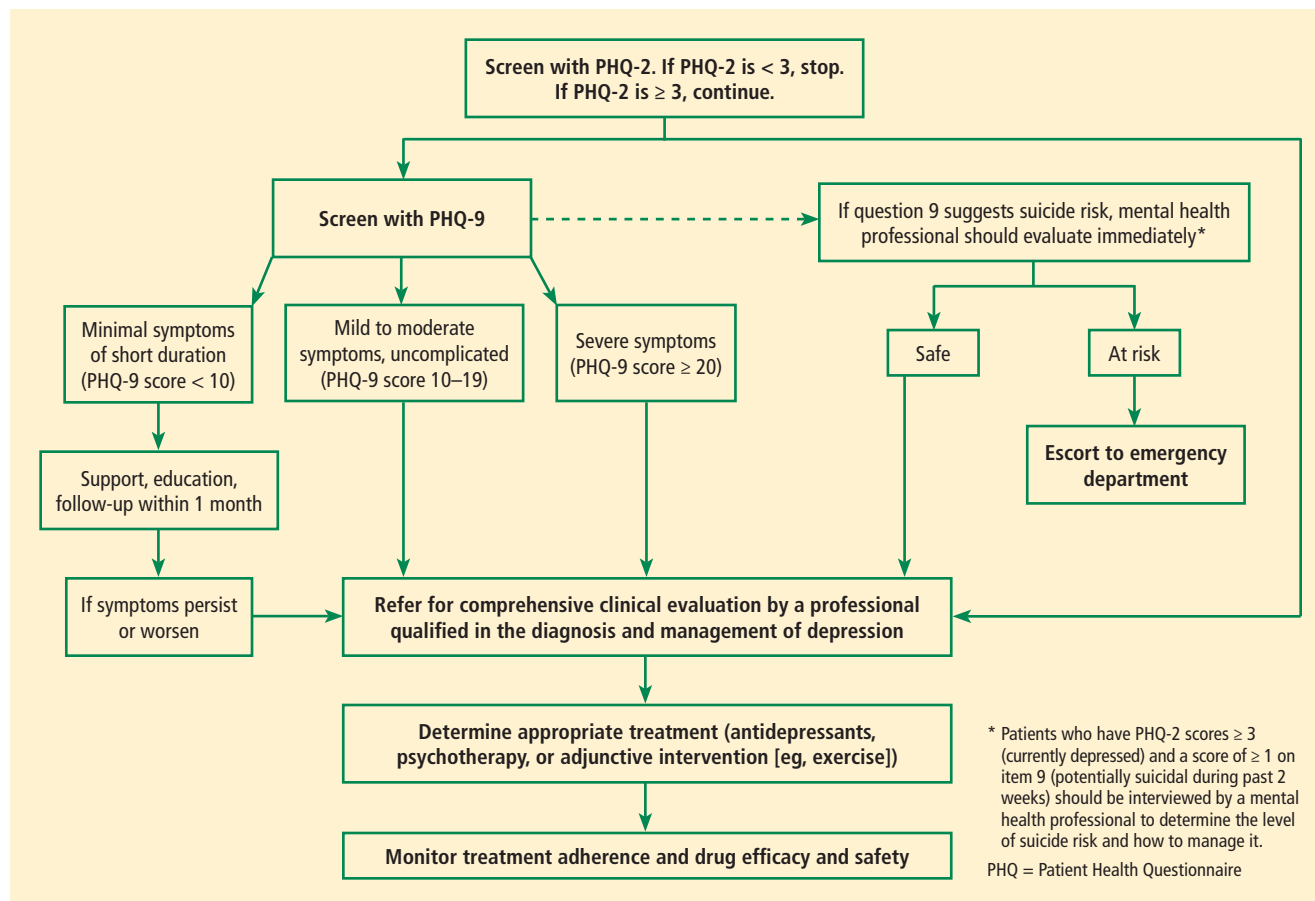 Screen with PHQ-2. If PHQ-2 is < 3, stop.
If PHQ-2 is ≥ 3, continue.
Screen with PHQ-9
If question 9 suggests suicide risk, mental health
professional should evaluate immediately*
Minimal symptoms
of short duration
(PHQ-9 score < 10)
Mild to moderate
symptoms, uncomplicated
(PHQ-9 score 10–19)
Severe symptoms
(PHQ-9 score ≥ 20)
Safe
At risk
Support, education,
follow-up within 1 month
Escort to emergency
department
If symptoms persist
or worsen
Refer for comprehensive clinical evaluation by a professional
qualified in the diagnosis and management of depression
Determine appropriate treatment (antidepressants,
psychotherapy, or adjunctive intervention [eg, exercise])
Monitor treatment adherence and drug efficacy and safety
* Patients who have PHQ-2 scores ≥ 3
(currently depressed) and a score of ≥ 1 on
item 9 (potentially suicidal during past 2
weeks) should be interviewed by a mental
health professional to determine the level
of suicide risk and how to manage it.
PHQ = Patient Health Questionnaire